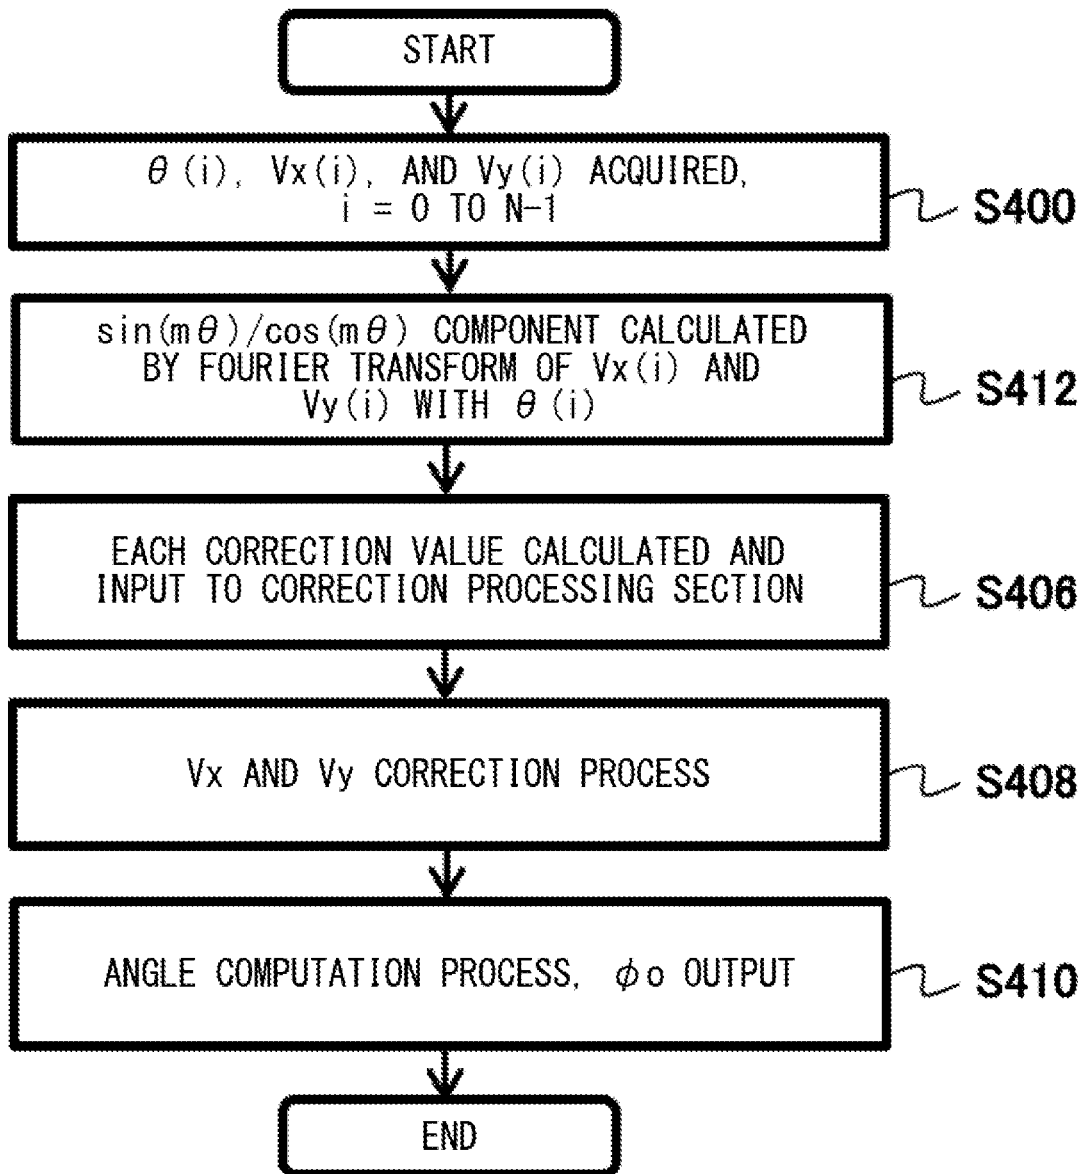 START
θ(i), Vx(i), AND Vy(i) ACQUIRED,
i = 0 TO N-1
S400
sin(mθ)/cos(mθ) COMPONENT CALCULATED
BY FOURIER TRANSFORM OF Vx(i) AND
Vy(i) WITH θ(i)
S412
EACH CORRECTION VALUE CALCULATED AND
INPUT TO CORRECTION PROCESSING SECTION
S406
Vx AND Vy CORRECTION PROCESS
S408
ANGLE COMPUTATION PROCESS, φo OUTPUT
S410
END